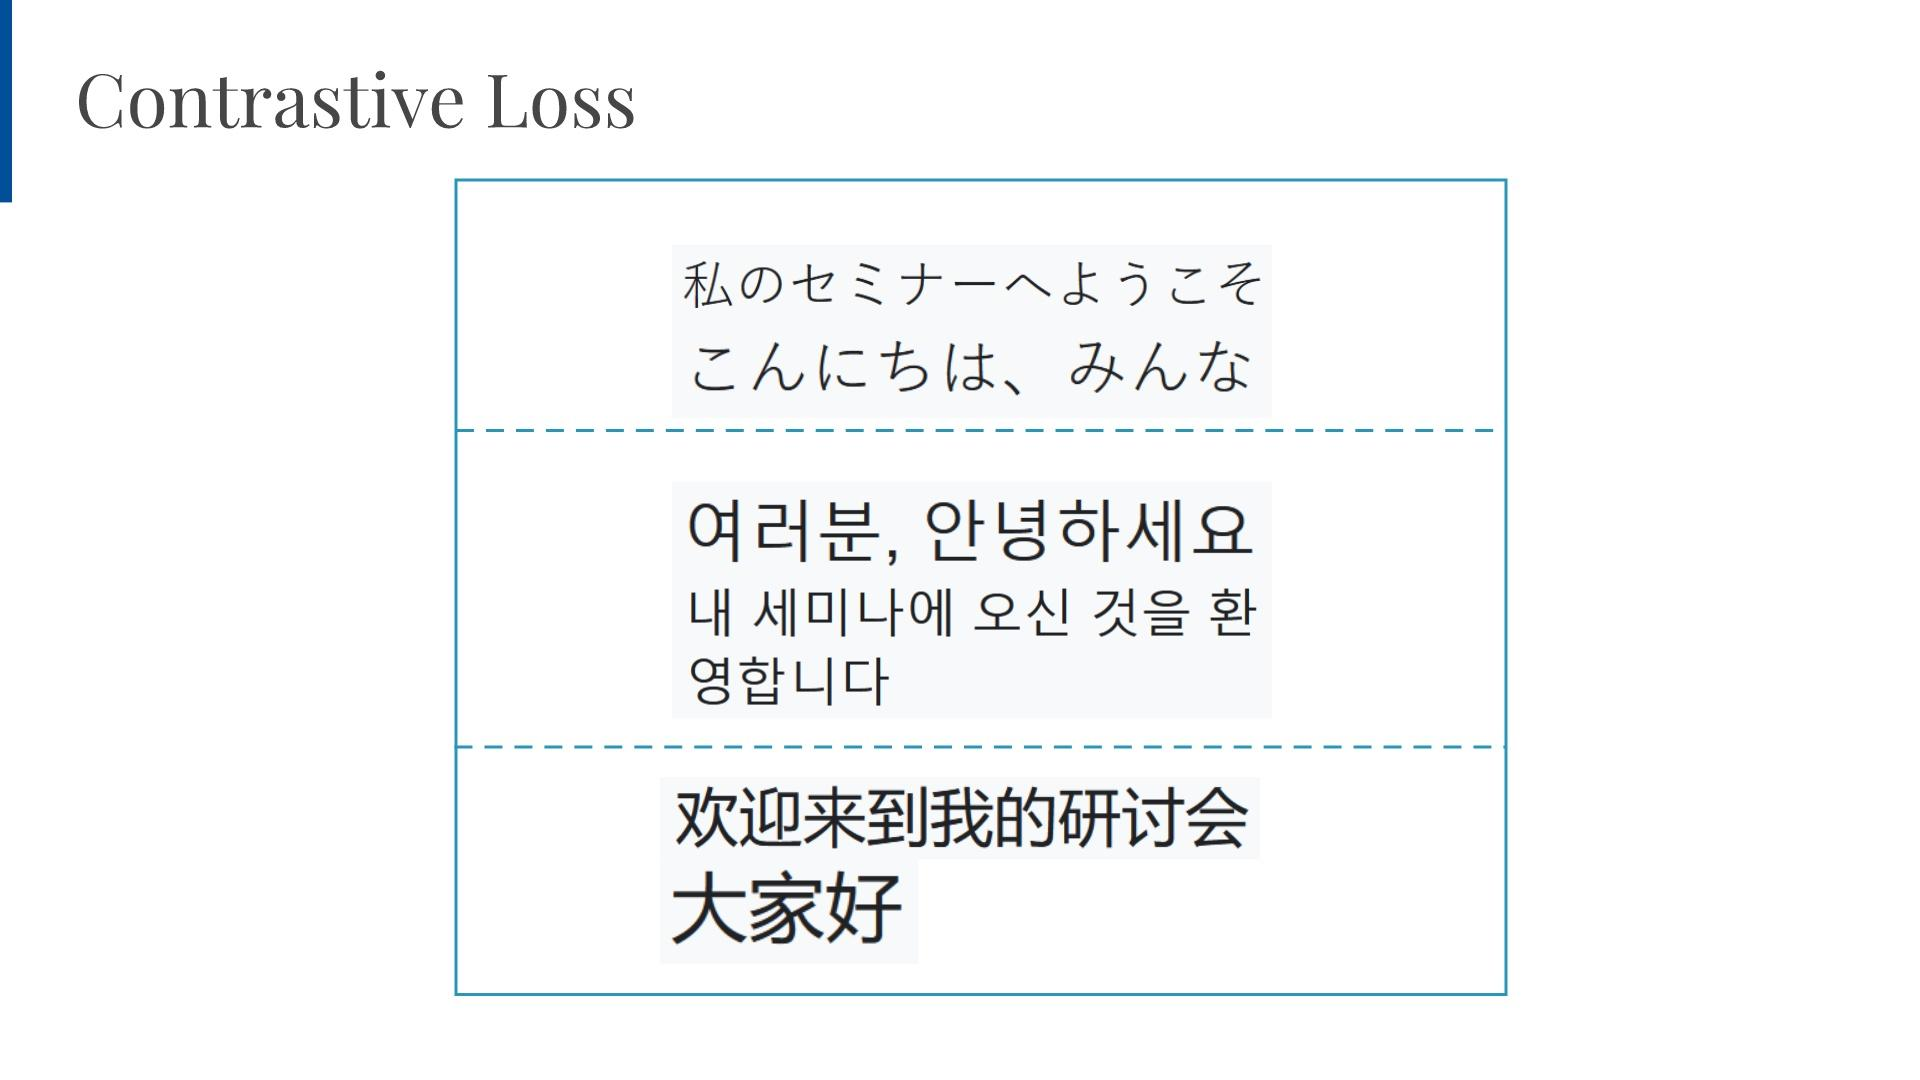 Contrastive Loss
私のセミナーへようこそ
こんにちは、みんな
여러분, 안녕하세요
내 세미나에 오신 것을 환
영합니다
欢迎来到我的研讨会
大家好